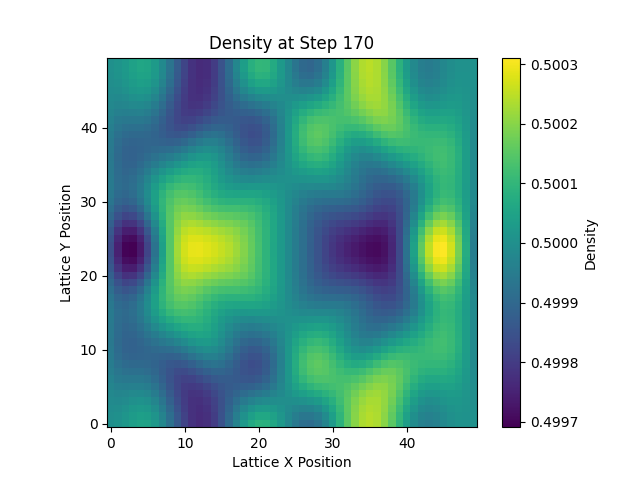 Density at Step 170
Lattice Y Position
40
30
20
10
0
0 10 20 30 40
Lattice X Position
0.5003
0.5002
0.5001
0.5000
0.4999
0.4998
0.4997
Density